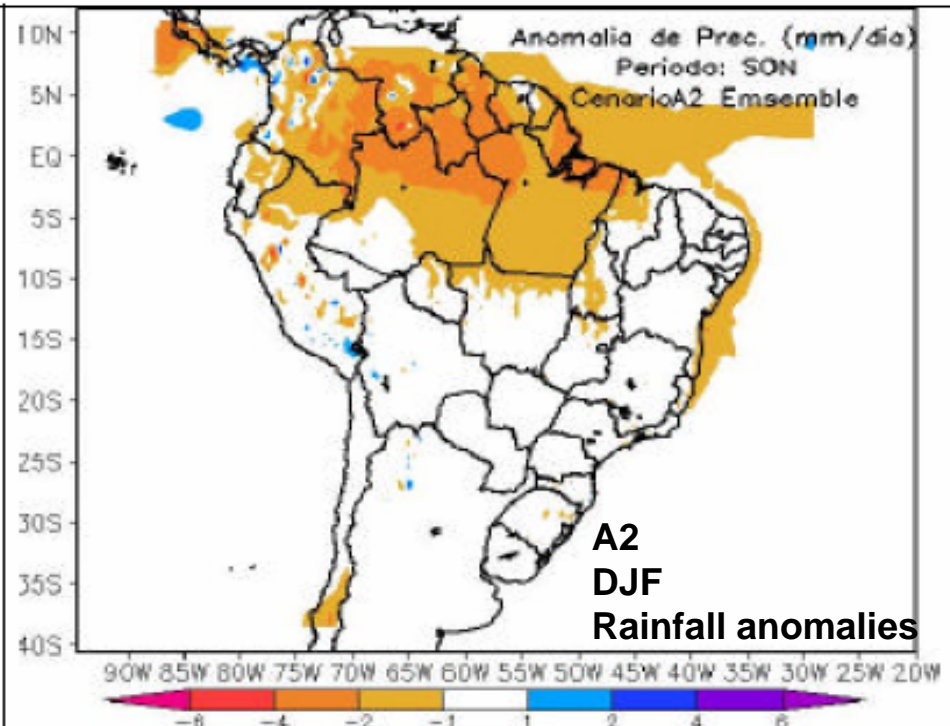 10N
Anomalia de Prec. (mm/dia)
Periodo: SON
5N
CenarioA2 Emsemble
EQ
5S
10S
15S
20S
25S
30S
A2
DJF
35S
Rainfall anomalies
40S
90W 85W 80W 75W 70W 65W 60W 55W 50W 45W 40W 35W 30W 25W 20W
-6 -4 -2 -1 1 2 4 6